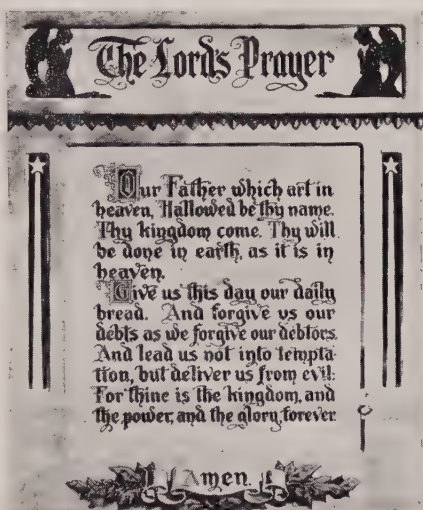 The Lord's Prayer
Our Father which art in
heaven, Hallowed be thy name.
Thy kingdom come. Thy will
be done in earth, as it is in
heaven.
Give us this day our daily
bread. And forgive us our
debts as we forgive our debtors.
And lead us not into tempta-
tion, but deliver us from evil:
For thine is the kingdom, and
the power, and the glory, forever
Amen.